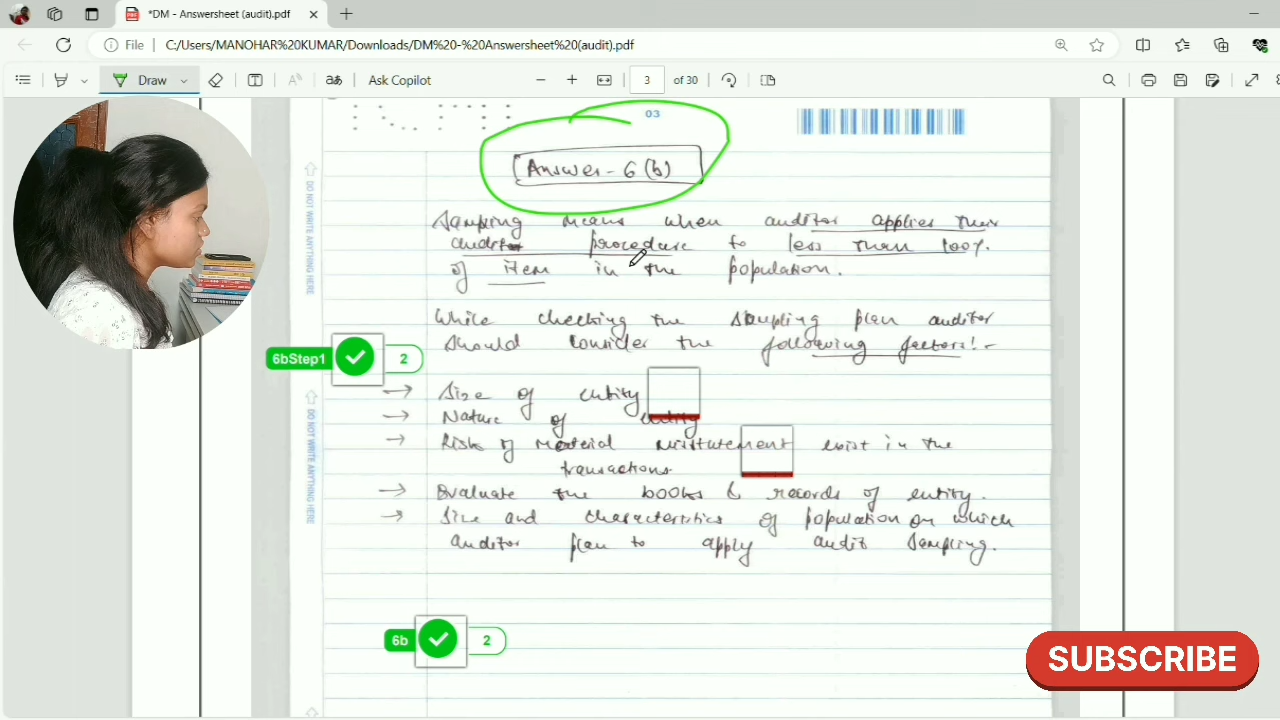 *DM - Answersheet (audit).pdf
File C:/Users/MANOHAR%20KUMAR/Downloads/DM%20-%20Answersheet%20(audit).pdf
Draw Ask Copilot 3 of 30
03
Answer - 6 (b)
Sampling means when auditor applies their
audit procedure to less than 100%
of item in the population.
While checking the sampling plan auditor
should consider the following factors:-
6bStep1 2
→ Size of entity
→ Nature of entity
→ Risks of material mistatement exist in the
transactions.
→ Evaluate the books & records of entity.
→ Size and characteristics of population on which
auditor plan to apply audit sampling.
6b 2
DO NOT WRITE ANYTHING HERE
DO NOT WRITE ANYTHING HERE
SUBSCRIBE